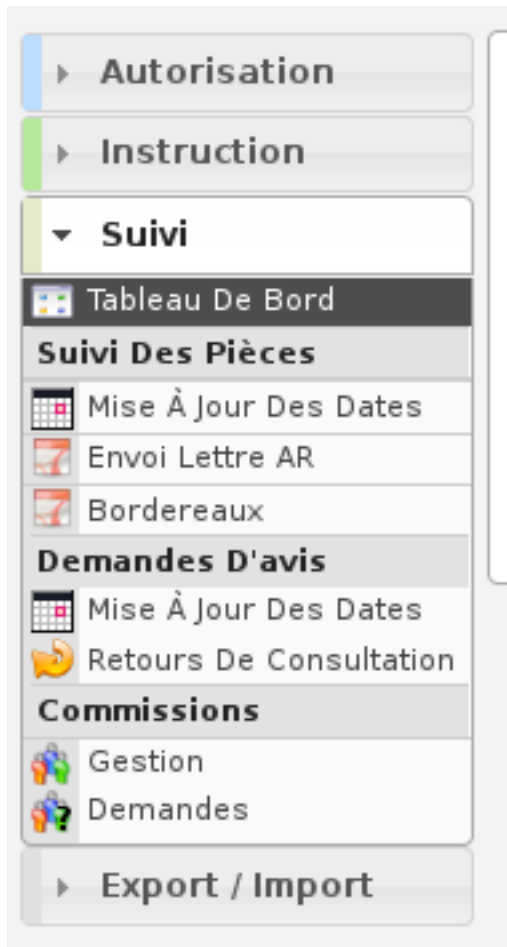 Autorisation
Instruction
Suivi
Tableau De Bord
Suivi Des Pièces
Mise À Jour Des Dates
Envoi Lettre AR
Bordereaux
Demandes D'avis
Mise À Jour Des Dates
Retours De Consultation
Commissions
Gestion
Demandes
Export / Import